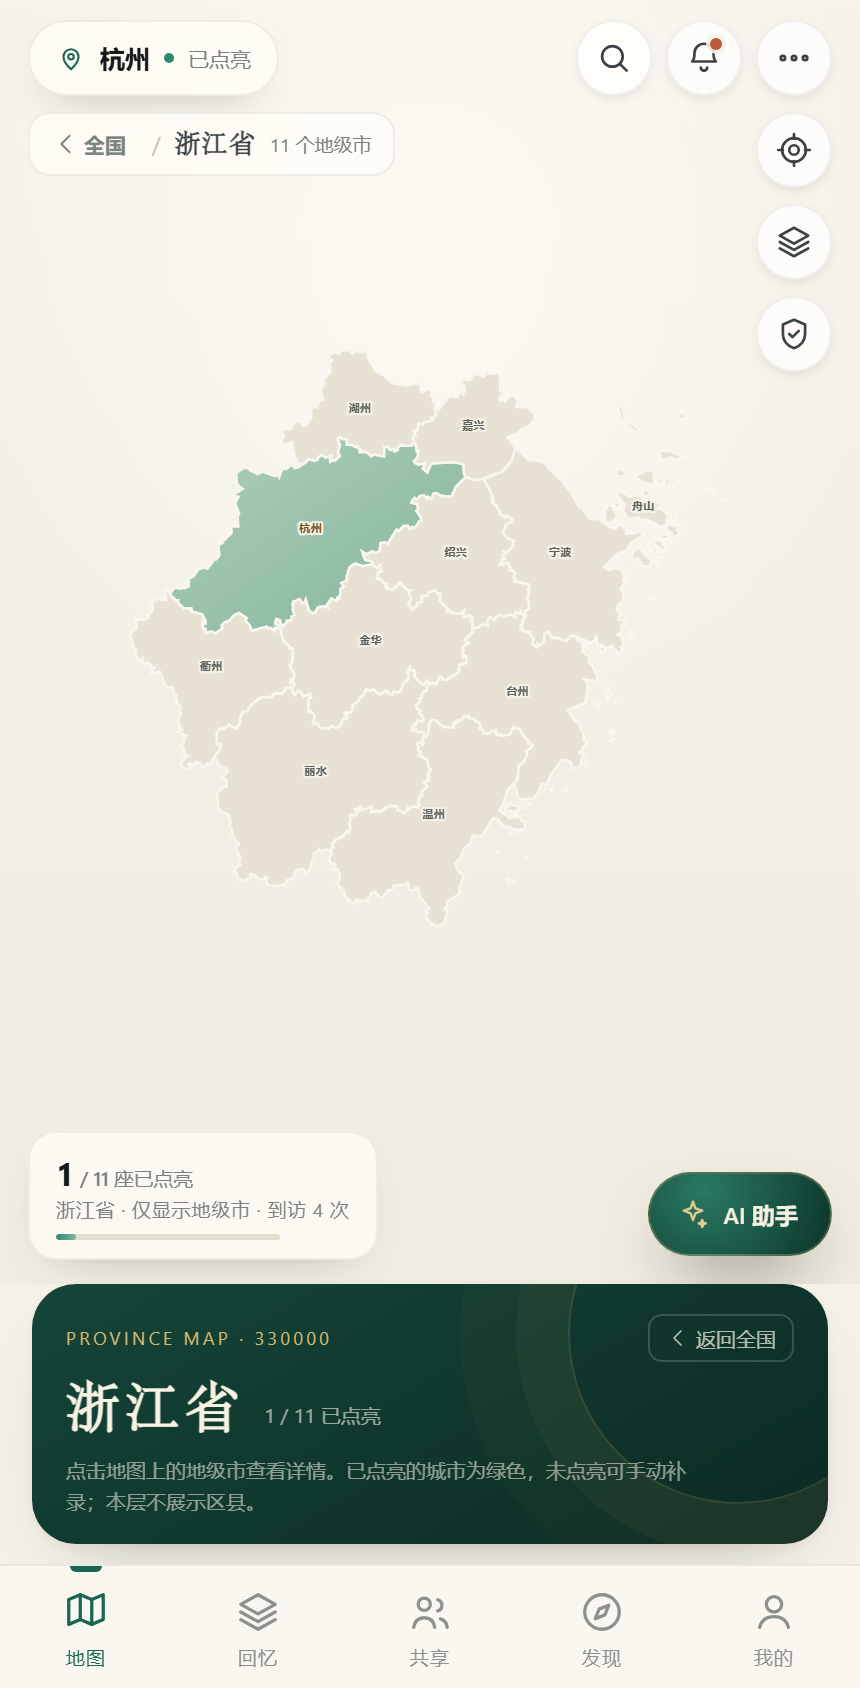 杭州 已点亮
全国 / 浙江省 11 个地级市
湖州
嘉兴
舟山
杭州
绍兴
宁波
金华
衢州
台州
丽水
温州
1 / 11 座已点亮
浙江省 · 仅显示地级市 · 到访 4 次
AI 助手
PROVINCE MAP · 330000
返回全国
浙江省 1 / 11 已点亮
点击地图上的地级市查看详情。已点亮的城市为绿色，未点亮可手动补
录；本层不展示区县。
地图
回忆
共享
发现
我的